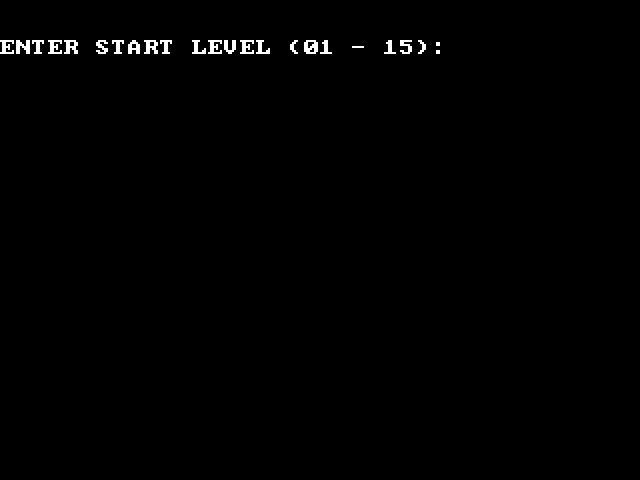 ENTER START LEVEL (01 - 15):